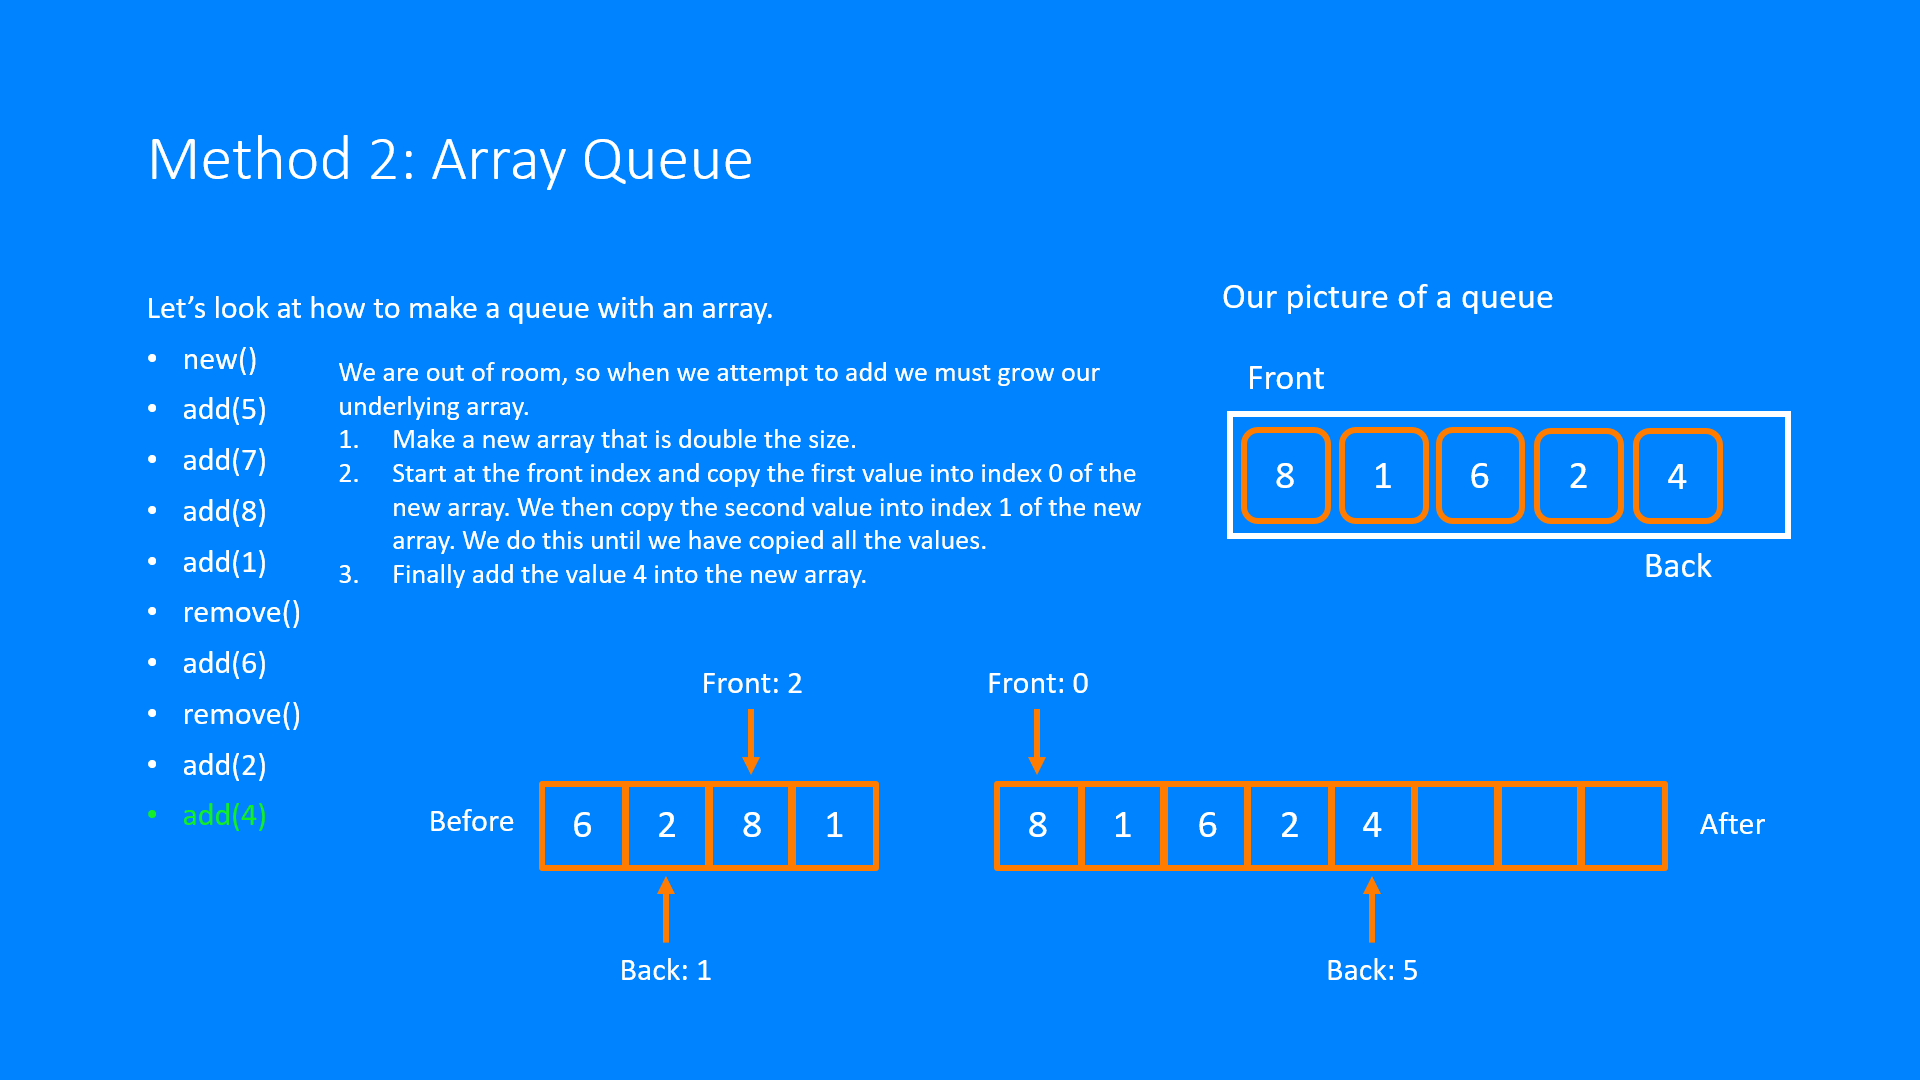 Method 2: Array Queue
Let’s look at how to make a queue with an array.
• new()
• add(5)
• add(7)
• add(8)
• add(1)
• remove()
• add(6)
• remove()
• add(2)
• add(4)
We are out of room, so when we attempt to add we must grow our
underlying array.
1. Make a new array that is double the size.
2. Start at the front index and copy the first value into index 0 of the
new array. We then copy the second value into index 1 of the new
array. We do this until we have copied all the values.
3. Finally add the value 4 into the new array.
Our picture of a queue
Front
8 1 6 2 4
Back
Front: 2
Before 6 2 8 1
Back: 1
Front: 0
8 1 6 2 4 After
Back: 5